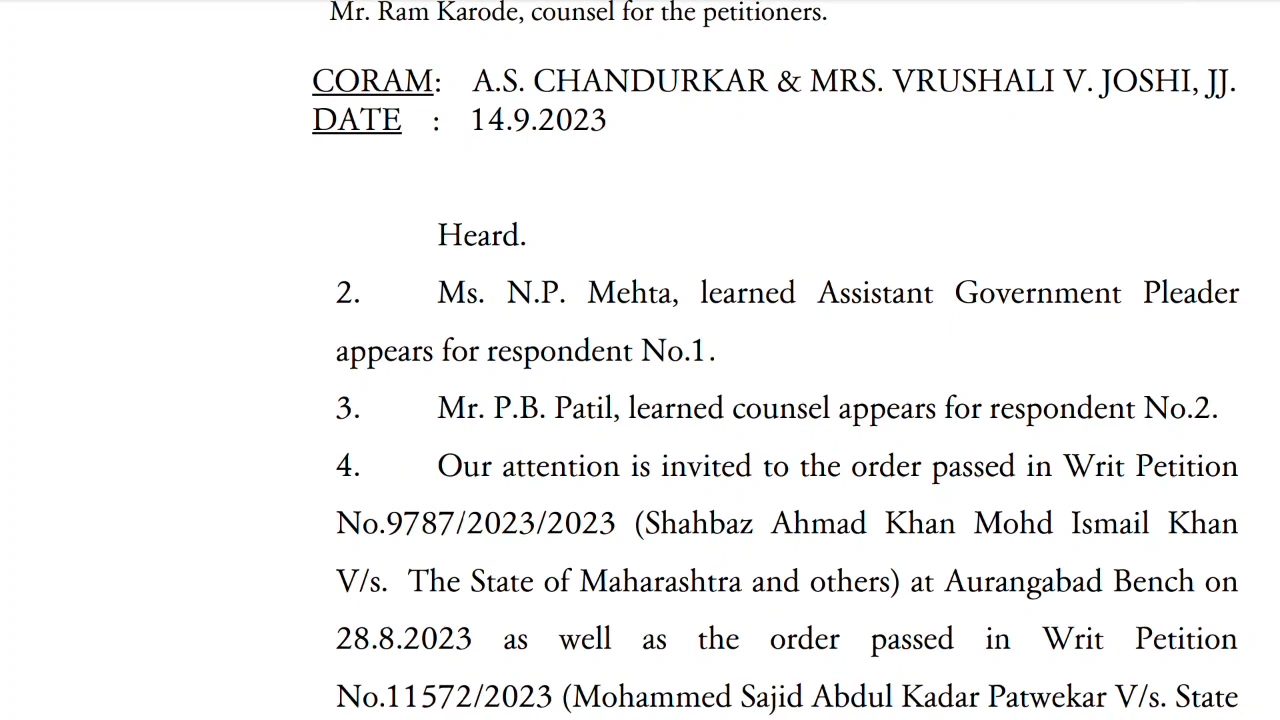 Mr. Ram Karode, counsel for the petitioners.
CORAM: A.S. CHANDURKAR & MRS. VRUSHALI V. JOSHI, JJ.
DATE : 14.9.2023
Heard.
2. Ms. N.P. Mehta, learned Assistant Government Pleader
appears for respondent No.1.
3. Mr. P.B. Patil, learned counsel appears for respondent No.2.
4. Our attention is invited to the order passed in Writ Petition
No.9787/2023/2023 (Shahbaz Ahmad Khan Mohd Ismail Khan
V/s. The State of Maharashtra and others) at Aurangabad Bench on
28.8.2023 as well as the order passed in Writ Petition
No.11572/2023 (Mohammed Sajid Abdul Kadar Patwekar V/s. State